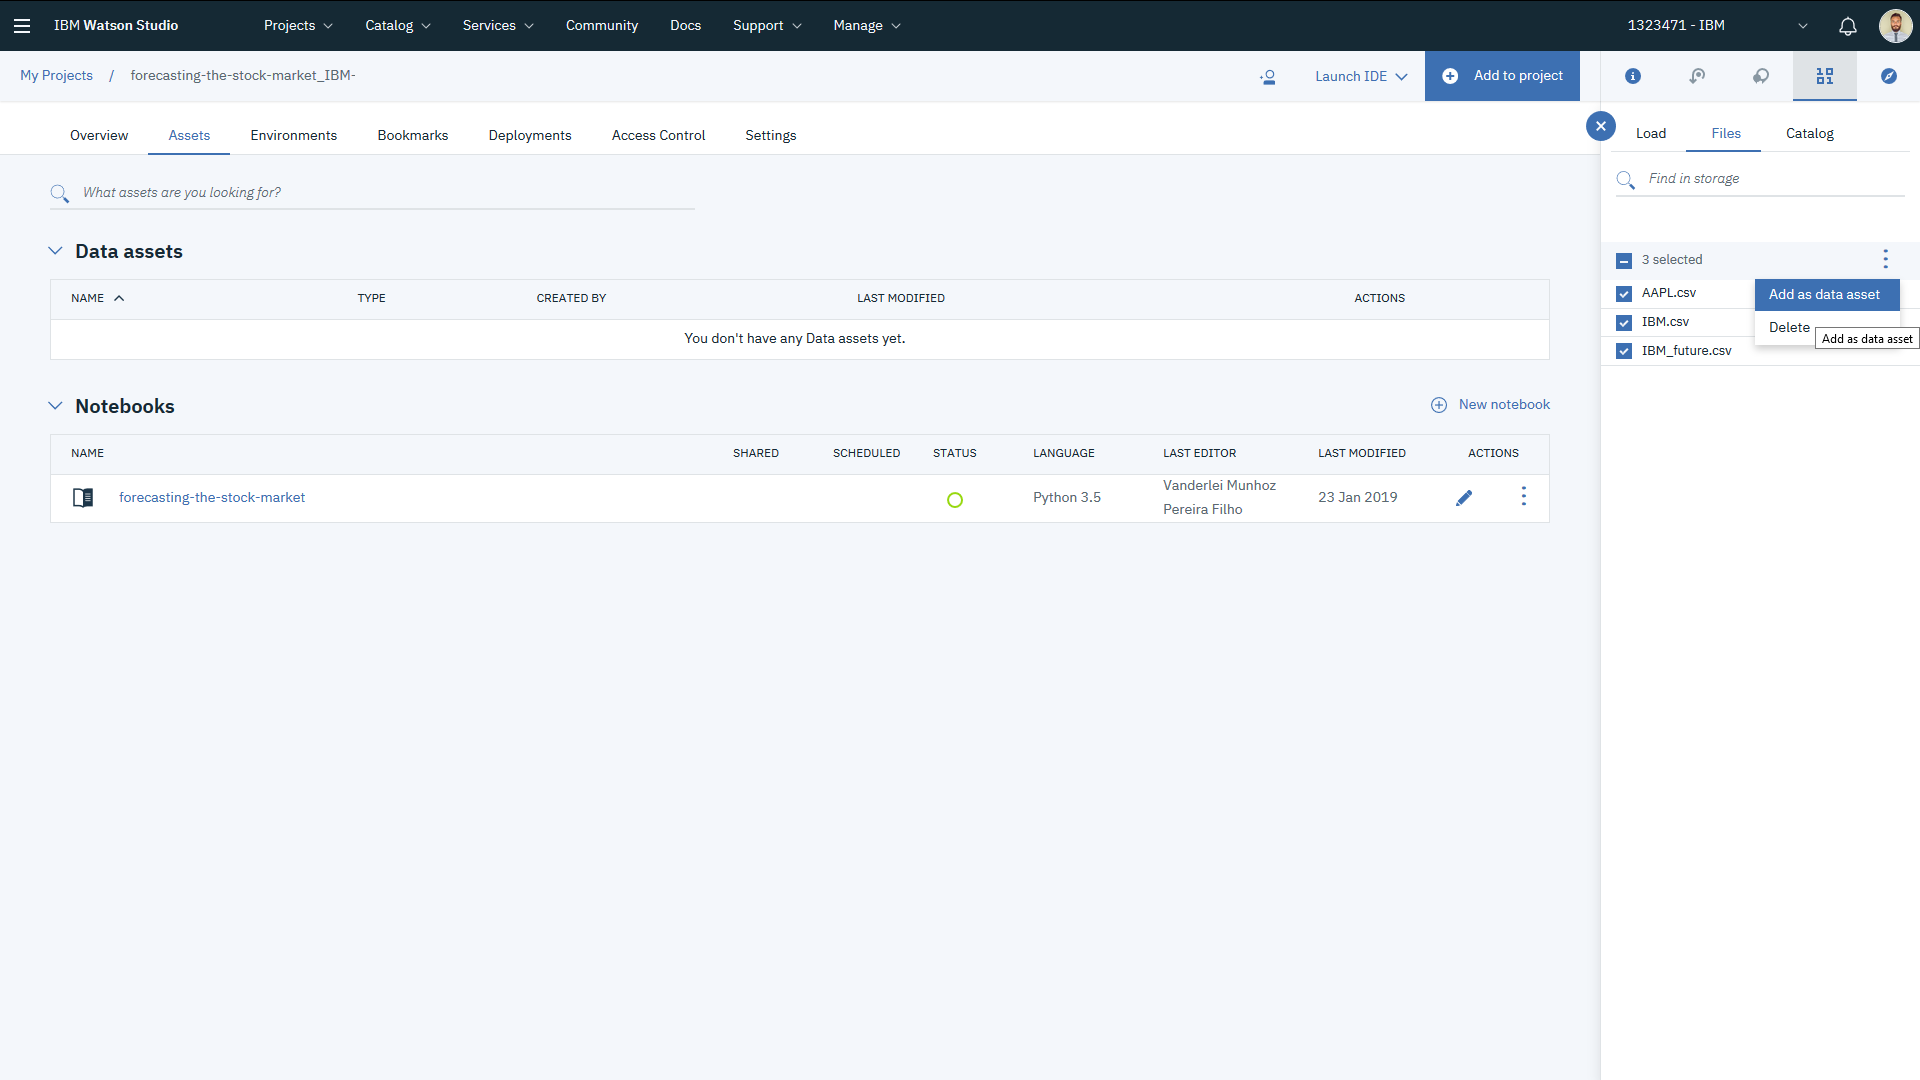 IBM Watson Studio
Projects
Catalog
Services
Community
Docs
Support
Manage
1323471 - IBM
My Projects / forecasting-the-stock-market_IBM-
Launch IDE
Add to project
Overview
Assets
Environments
Bookmarks
Deployments
Access Control
Settings
What assets are you looking for?
Data assets
NAME TYPE CREATED BY LAST MODIFIED ACTIONS
You don't have any Data assets yet.
Notebooks
New notebook
NAME SHARED SCHEDULED STATUS LANGUAGE LAST EDITOR LAST MODIFIED ACTIONS
forecasting-the-stock-market Python 3.5 Vanderlei Munhoz Pereira Filho 23 Jan 2019
Load
Files
Catalog
Find in storage
3 selected
AAPL.csv
IBM.csv
IBM_future.csv
Add as data asset
Delete
Add as data asset